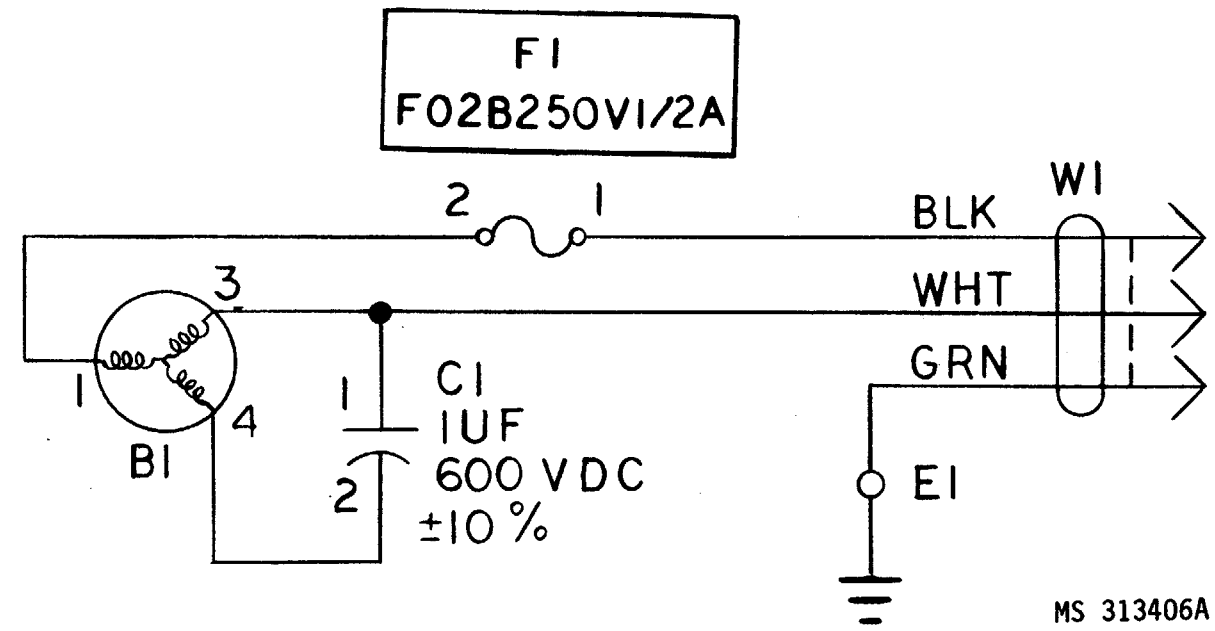 F1
F02B250V1/2A
W1
2
1
BLK
3
WHT
GRN
1
4
B1
1
C1
1UF
600 VDC
±10 %
2
E1
MS 313406A